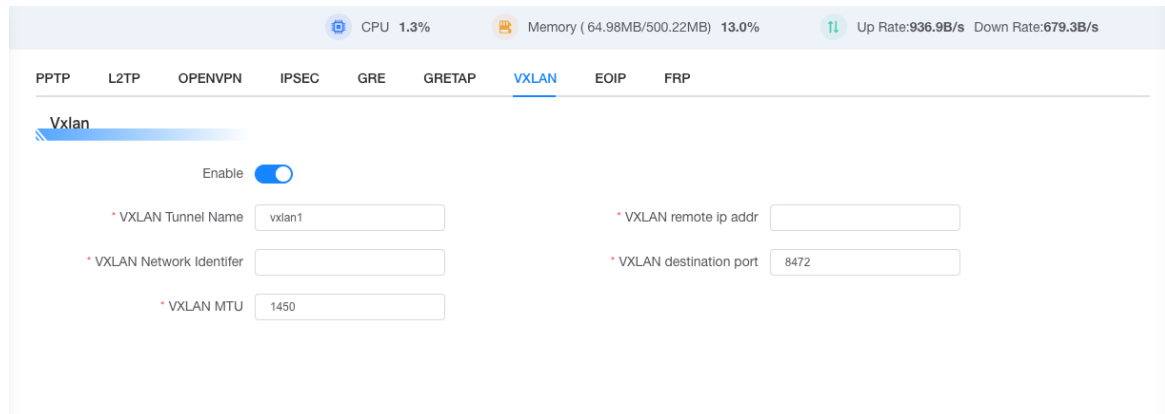 CPU 1.3% Memory ( 64.98MB/500.22MB) 13.0% Up Rate:936.9B/s Down Rate:679.3B/s
PPTP L2TP OPENVPN IPSEC GRE GRETAP VXLAN EOIP FRP
Vxlan
Enable
* VXLAN Tunnel Name vxlan1 * VXLAN remote ip addr
* VXLAN Network Identifer * VXLAN destination port 8472
* VXLAN MTU 1450